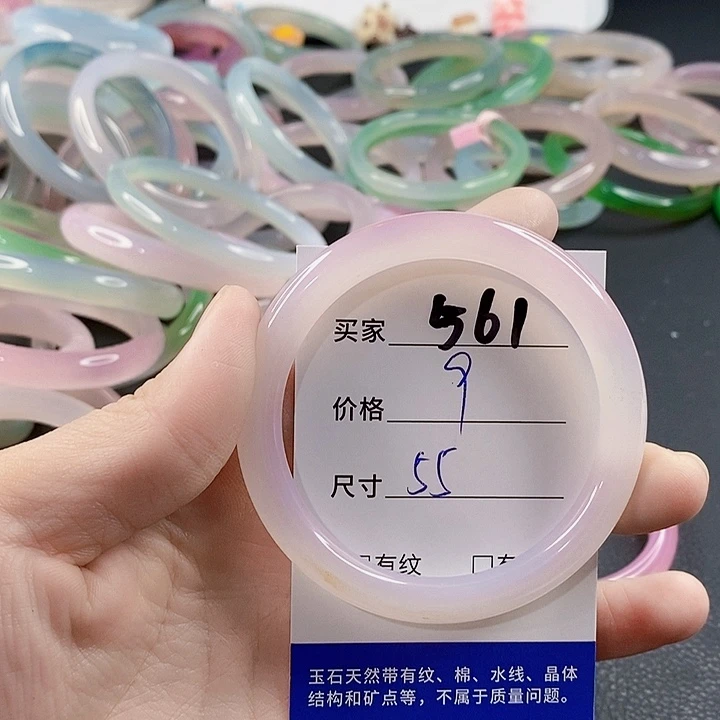 买家 561
价格 9
尺寸 55
有纹 □有
玉石天然带有纹、棉、水线、晶体
结构和矿点等，不属于质量问题。